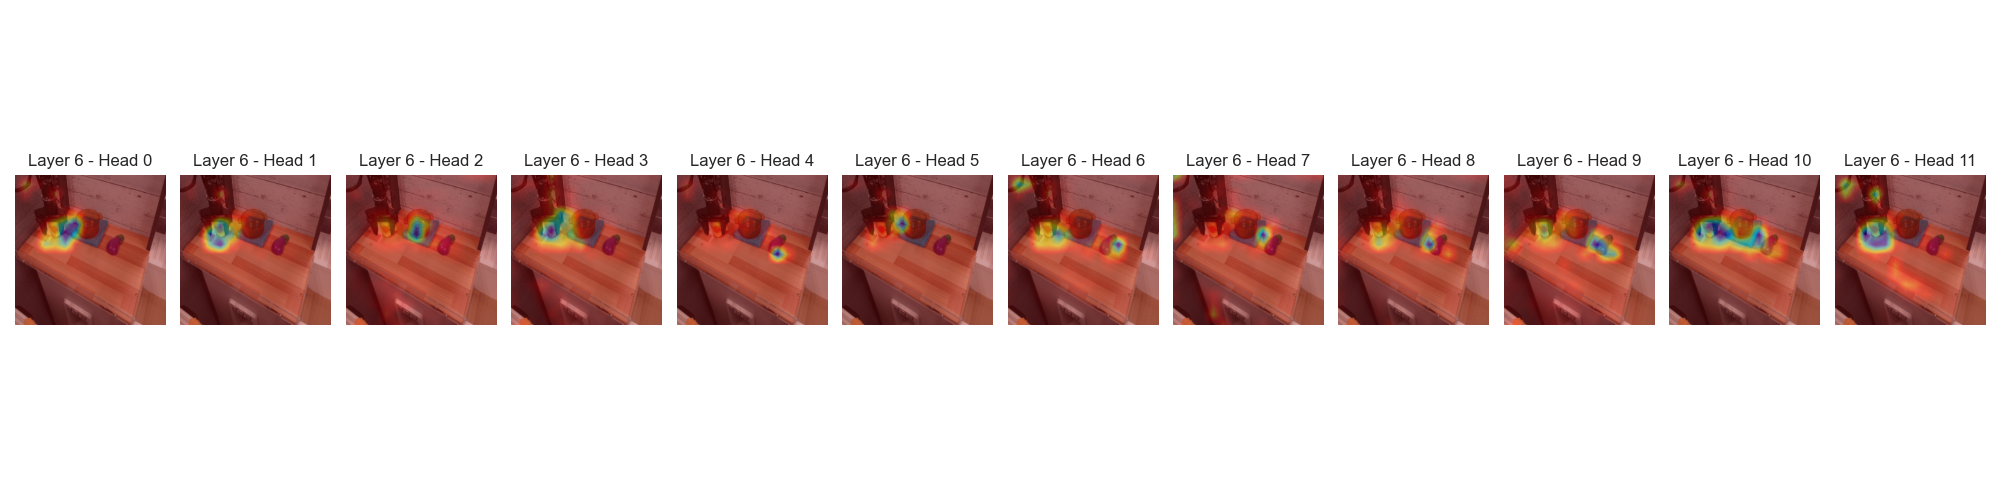 Layer 6 - Head 0
Layer 6 - Head 1
Layer 6 - Head 2
Layer 6 - Head 3
Layer 6 - Head 4
Layer 6 - Head 5
Layer 6 - Head 6
Layer 6 - Head 7
Layer 6 - Head 8
Layer 6 - Head 9
Layer 6 - Head 10
Layer 6 - Head 11